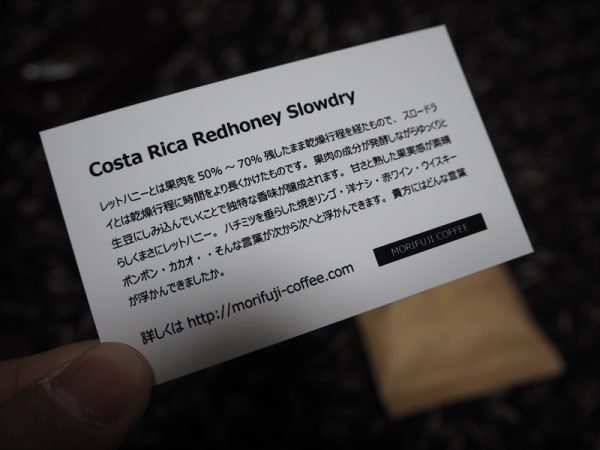 Costa Rica Redhoney Slowdry
レットハニーとは果肉を 50% ～ 70% 残したまま乾燥行程を経たもので、スロードラ
イとは乾燥行程に時間をより長くかけたものです。果肉の成分が発酵しながらゆっくりと
生豆にしみ込んでいくことで独特な香味が醸成されます。甘さと熟した果実感が素晴
らしくまさにレットハニー。ハチミツを垂らした焼きリンゴ・洋ナシ・赤ワイン・ウイスキー
ボンボン・カカオ・・そんな言葉が次から次へと浮かんできます。貴方にはどんな言葉
が浮かんできましたか。
MORIFUJI COFFEE
詳しくは http://morifuji-coffee.com